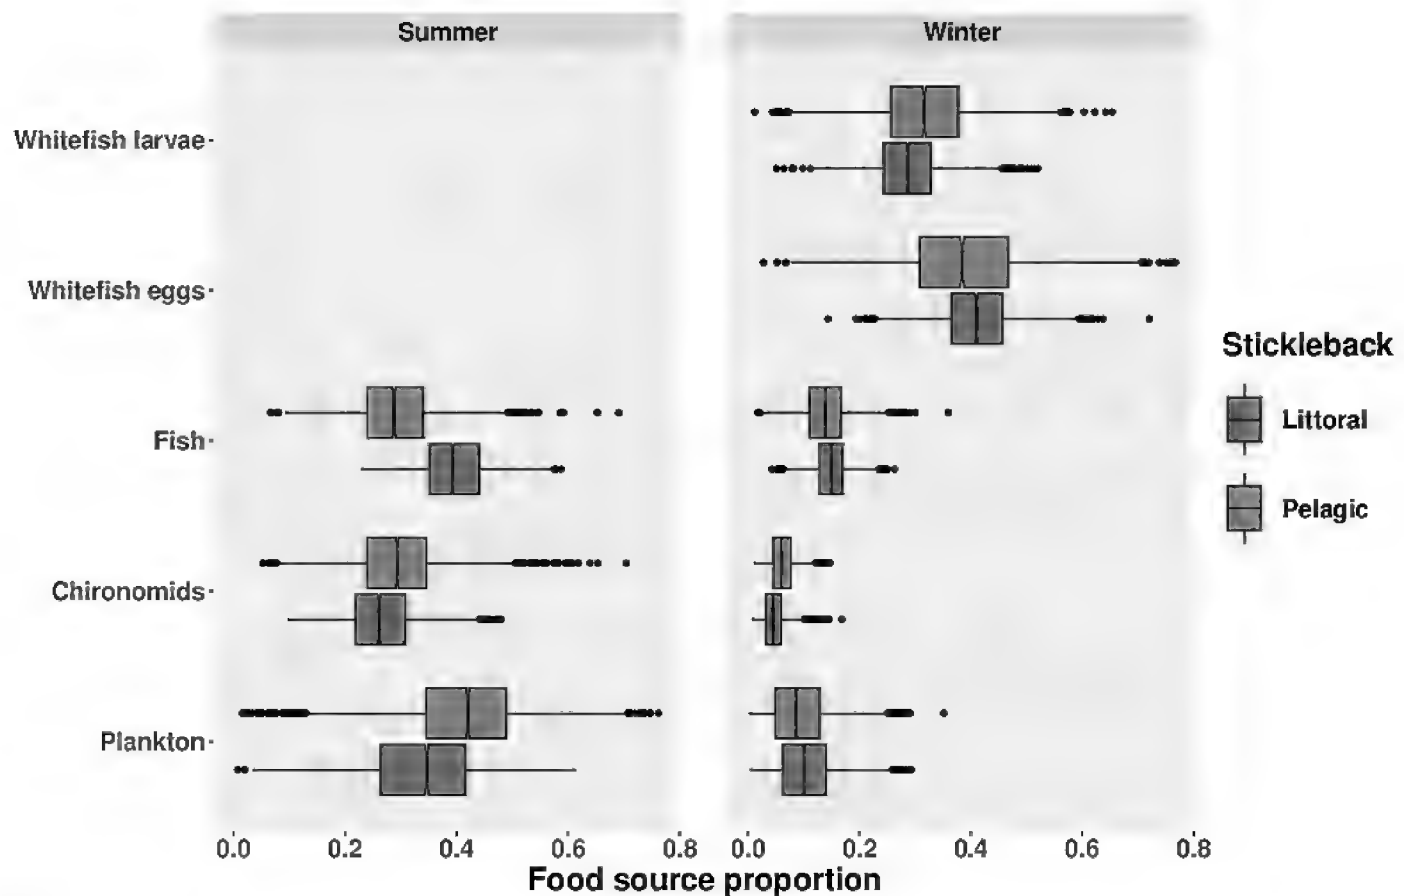 Summer
Winter
Whitefish larvae
Whitefish eggs
Fish
Chironomids
Plankton
Stickleback
Littoral
Pelagic
0.0 0.2 0.4 0.6 0.8
0.0 0.2 0.4 0.6 0.8
Food source proportion